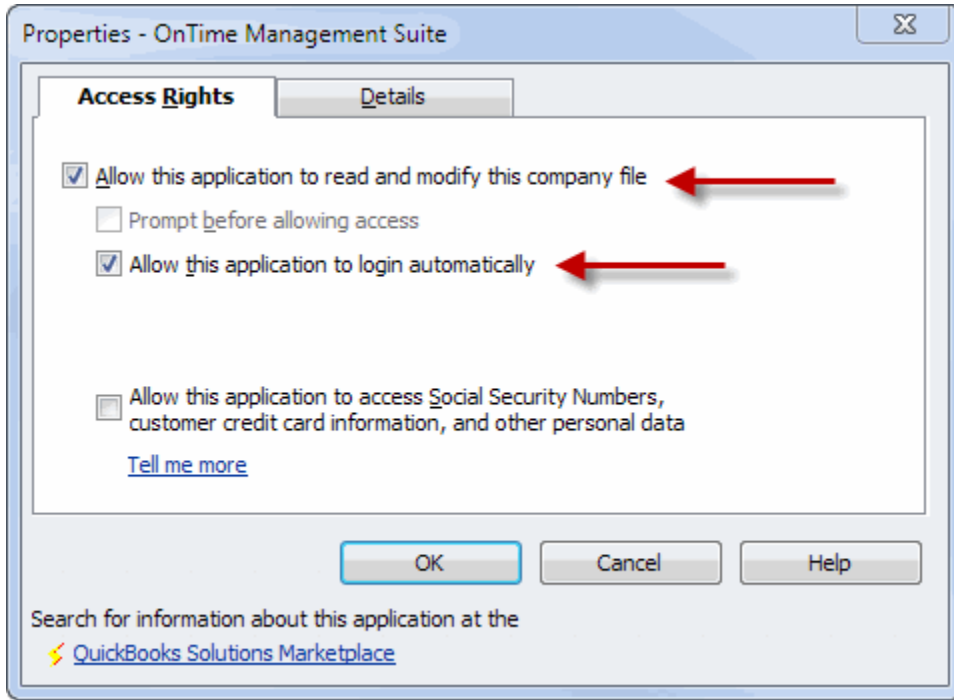 Properties - OnTime Management Suite
Access Rights
Details
Allow this application to read and modify this company file
Prompt before allowing access
Allow this application to login automatically
Allow this application to access Social Security Numbers,
customer credit card information, and other personal data
Tell me more
OK
Cancel
Help
Search for information about this application at the
QuickBooks Solutions Marketplace